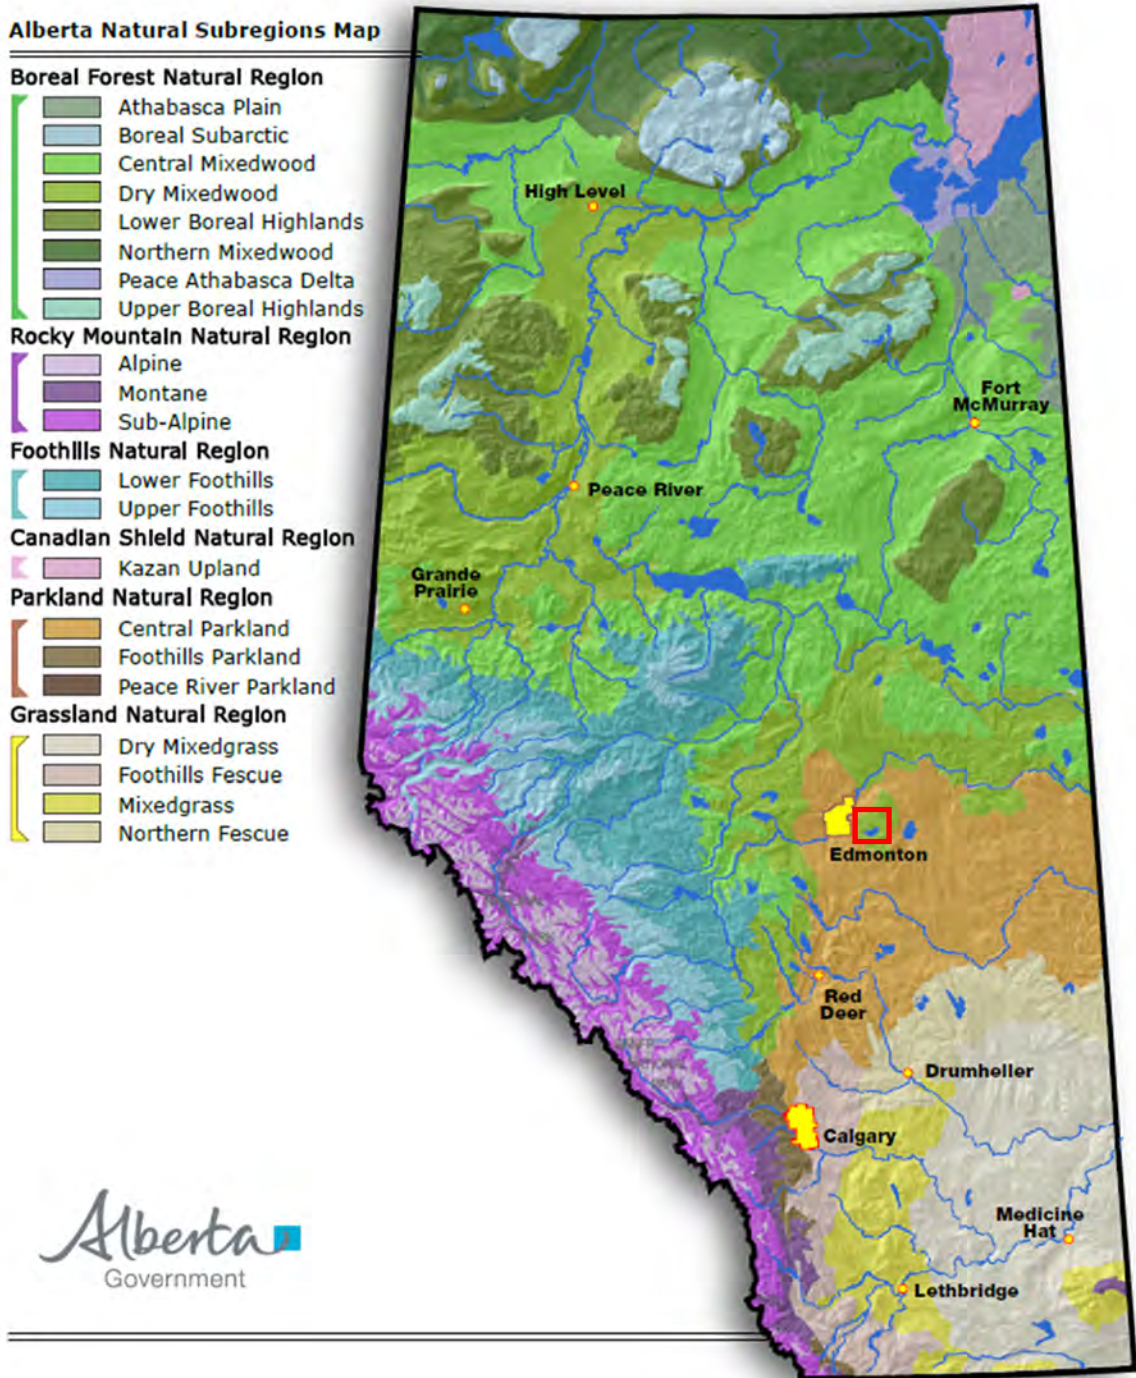 Alberta Natural Subregions Map
Boreal Forest Natural Region
Athabasca Plain
Boreal Subarctic
Central Mixedwood
Dry Mixedwood
Lower Boreal Highlands
Northern Mixedwood
Peace Athabasca Delta
Upper Boreal Highlands
Rocky Mountain Natural Region
Alpine
Montane
Sub-Alpine
Foothills Natural Region
Lower Foothills
Upper Foothills
Canadian Shield Natural Region
Kazan Upland
Parkland Natural Region
Central Parkland
Foothills Parkland
Peace River Parkland
Grassland Natural Region
Dry Mixedgrass
Foothills Fescue
Mixedgrass
Northern Fescue
High Level
Fort
McMurray
Peace River
Grande
Prairie
Edmonton
Red
Deer
Drumheller
Calgary
Medicine
Hat
Lethbridge
Alberta
Government